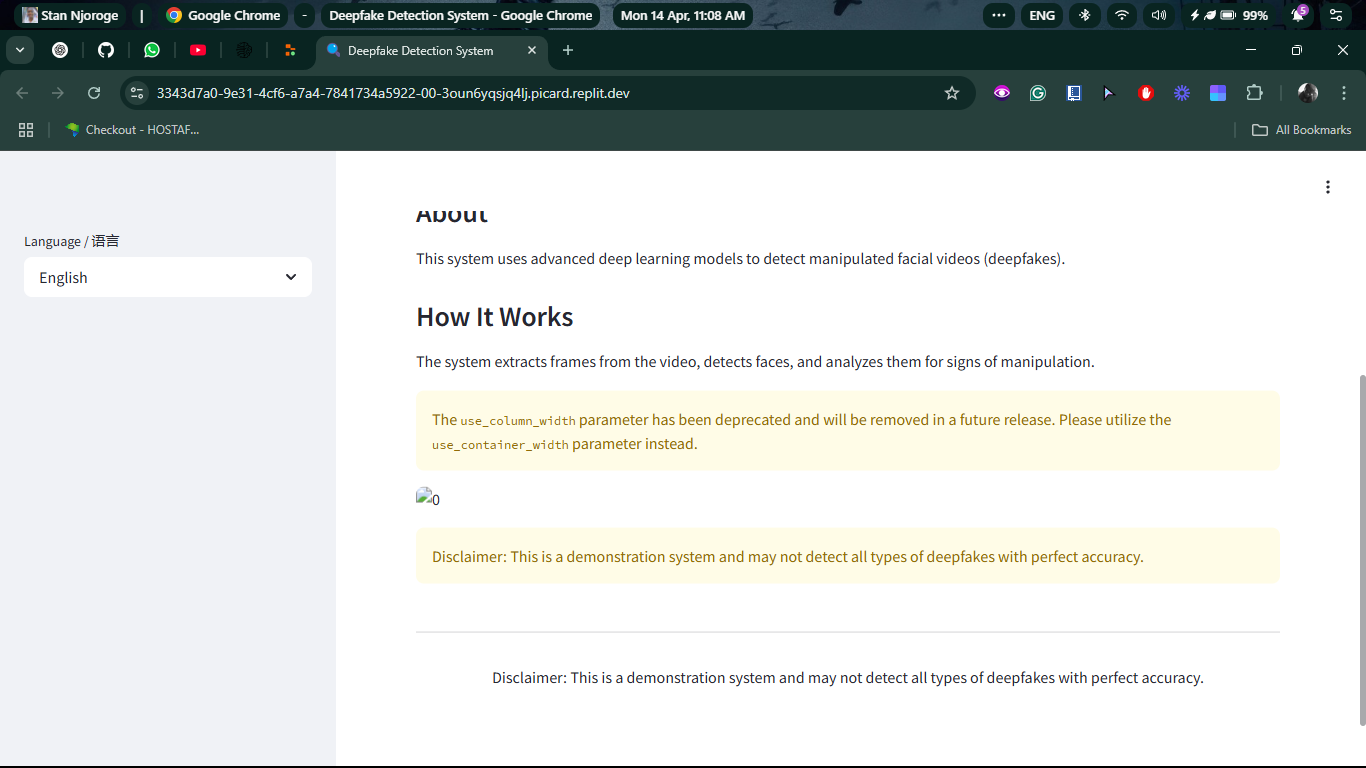 Stan Njoroge | Google Chrome - Deepfake Detection System - Google Chrome Mon 14 Apr, 11:08 AM ENG 99% 5
Deepfake Detection System
3343d7a0-9e31-4cf6-a7a4-7841734a5922-00-3oun6yqsjq4lj.picard.replit.dev
Checkout - HOSTAF...
All Bookmarks
Language / 语言
English
About
This system uses advanced deep learning models to detect manipulated facial videos (deepfakes).
How It Works
The system extracts frames from the video, detects faces, and analyzes them for signs of manipulation.
The use_column_width parameter has been deprecated and will be removed in a future release. Please utilize the
use_container_width parameter instead.
0
Disclaimer: This is a demonstration system and may not detect all types of deepfakes with perfect accuracy.
Disclaimer: This is a demonstration system and may not detect all types of deepfakes with perfect accuracy.